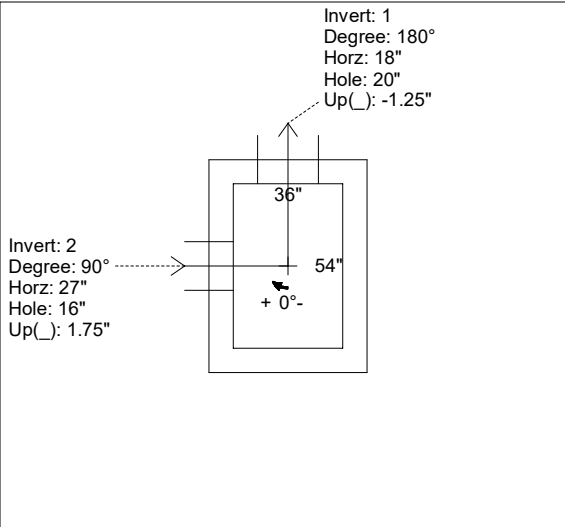 Invert: 1
Degree: 180°
Horz: 18"
Hole: 20"
Up(_): -1.25"
36"
Invert: 2
Degree: 90°
Horz: 27"
Hole: 16"
Up(_): 1.75"
54"
+ 0°-